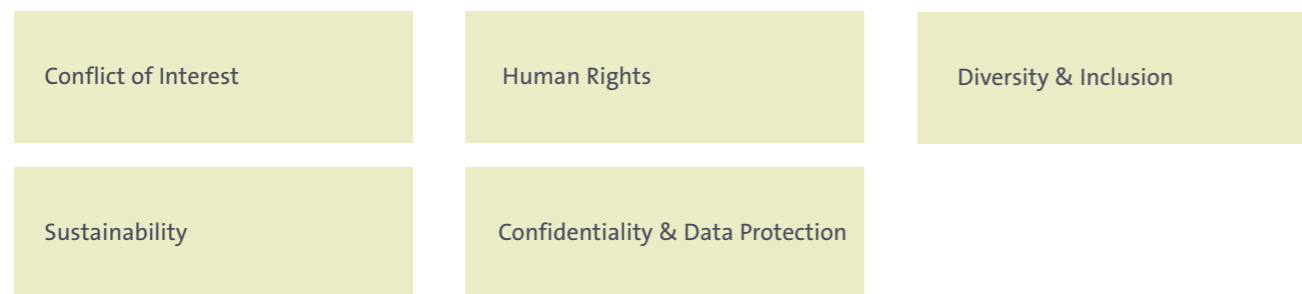 Conflict of Interest
Human Rights
Diversity & Inclusion
Sustainability
Confidentiality & Data Protection